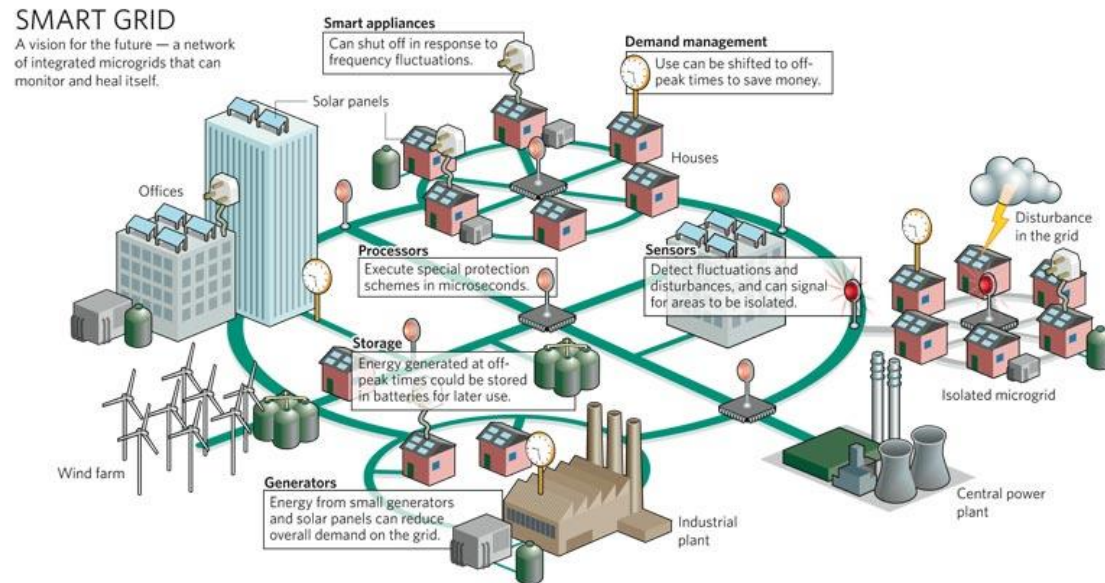 SMART GRID
A vision for the future — a network
of integrated microgrids that can
monitor and heal itself.
Smart appliances
Can shut off in response to
frequency fluctuations.
Demand management
Use can be shifted to off-
peak times to save money.
Solar panels
Houses
Offices
Disturbance
in the grid
Processors
Execute special protection
schemes in microseconds.
Sensors
Detect fluctuations and
disturbances, and can signal
for areas to be isolated.
Storage
Energy generated at off-
peak times could be stored
in batteries for later use.
Isolated microgrid
Wind farm
Generators
Energy from small generators
and solar panels can reduce
overall demand on the grid.
Industrial
plant
Central power
plant